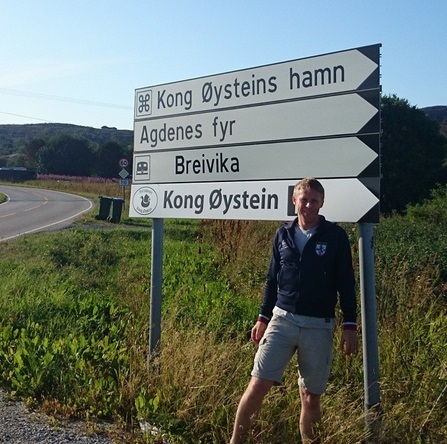 Kong Øysteins hamn
Agdenes fyr
Breivika
Kong Øystein